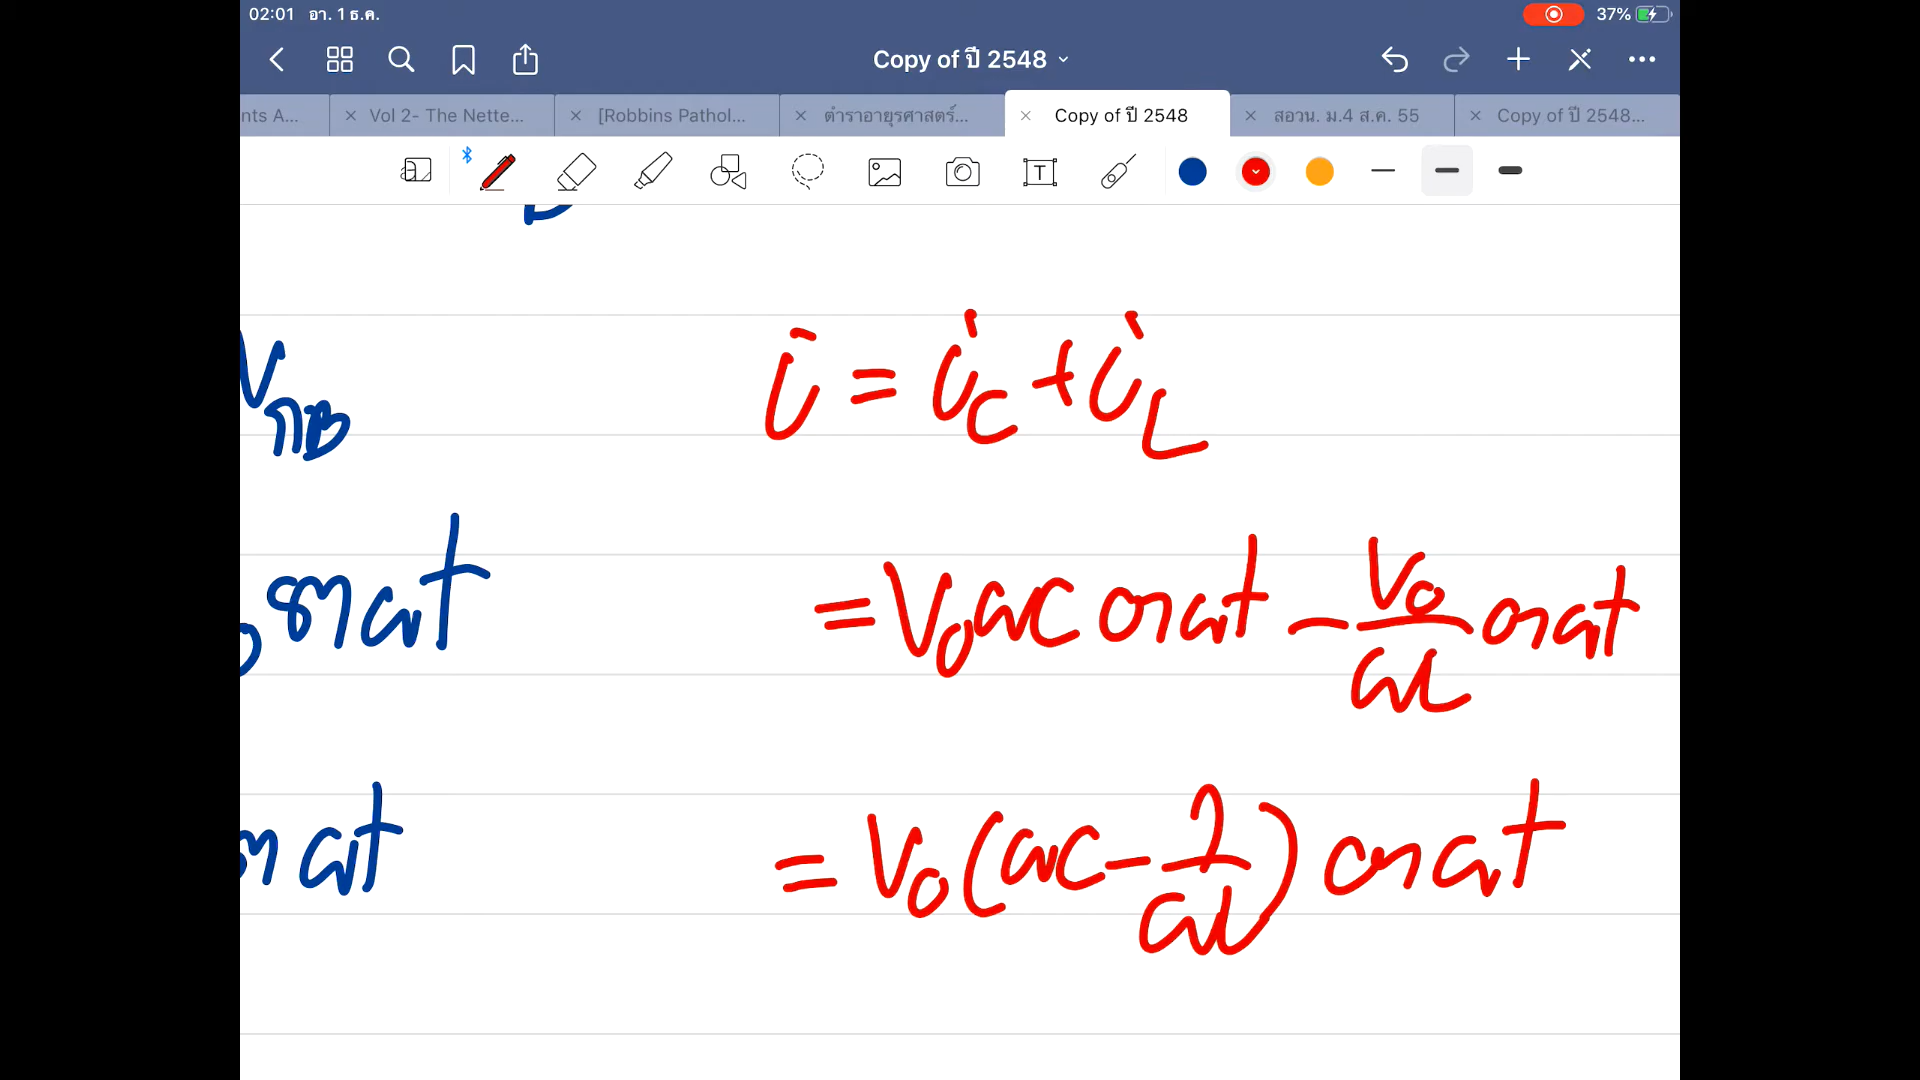 02:01 อา. 1 ธ.ค. 37%
Copy of ปี 2548
nts A... Vol 2- The Nette... [Robbins Pathol... ตำราอายุรศาสตร์... Copy of ปี 2548 สอวน. ม.4 ส.ค. 55 Copy of ปี 2548...
T
i = i_C + i_L
= V₀ωC cos ωt - V₀/ωL cos ωt
sin ωt
= V₀(ωC - 1/ωL) cos ωt
ωt